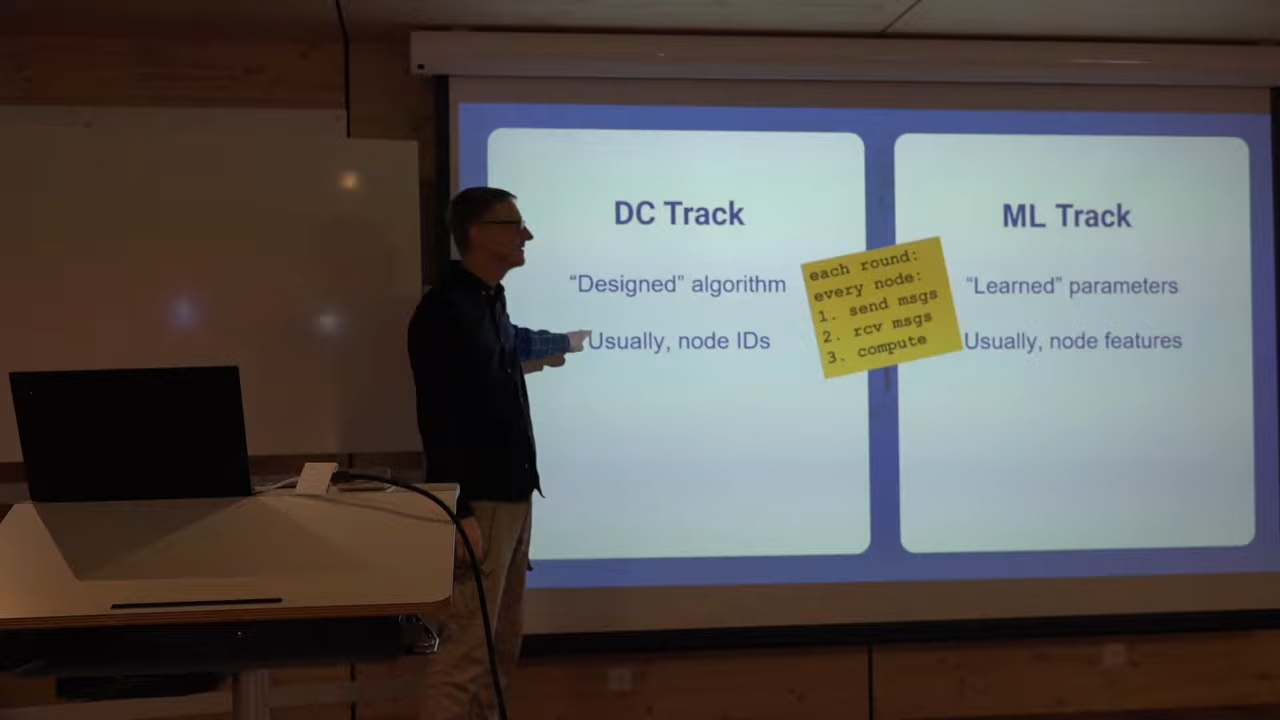 DC Track
“Designed” algorithm
Usually, node IDs
each round:
every node:
1. send msgs
2. rcv msgs
3. compute
ML Track
“Learned” parameters
Usually, node features